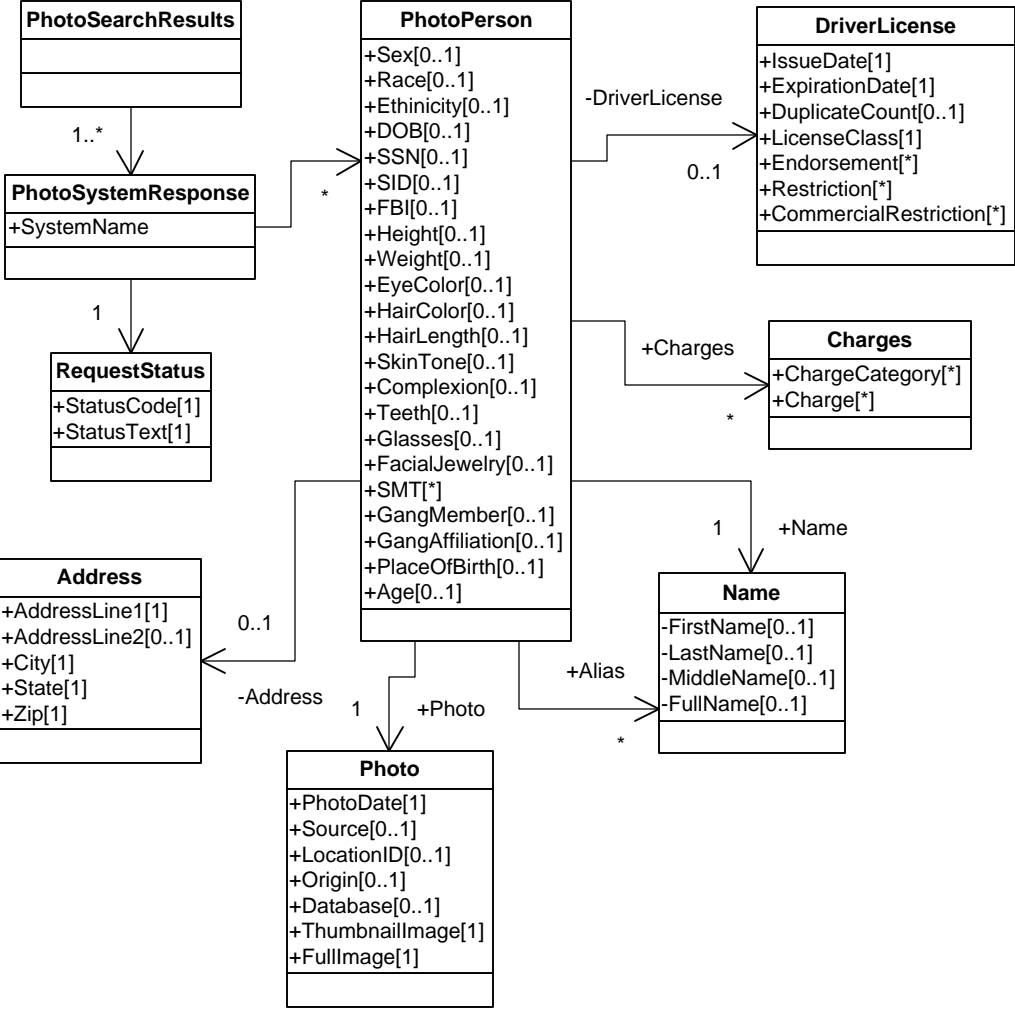 PhotoSearchResults
1..*
PhotoSystemResponse
+SystemName
*
1
RequestStatus
+StatusCode[1]
+StatusText[1]
PhotoPerson
+Sex[0..1]
+Race[0..1]
+Ethinicity[0..1]
+DOB[0..1]
+SSN[0..1]
+SID[0..1]
+FBI[0..1]
+Height[0..1]
+Weight[0..1]
+EyeColor[0..1]
+HairColor[0..1]
+HairLength[0..1]
+SkinTone[0..1]
+Complexion[0..1]
+Teeth[0..1]
+Glasses[0..1]
+FacialJewelry[0..1]
+SMT[*]
+GangMember[0..1]
+GangAffiliation[0..1]
+PlaceOfBirth[0..1]
+Age[0..1]
-DriverLicense
0..1
DriverLicense
+IssueDate[1]
+ExpirationDate[1]
+DuplicateCount[0..1]
+LicenseClass[1]
+Endorsement[*]
+Restriction[*]
+CommercialRestriction[*]
+Charges
*
Charges
+ChargeCategory[*]
+Charge[*]
1
+Name
Name
-FirstName[0..1]
-LastName[0..1]
-MiddleName[0..1]
-FullName[0..1]
+Alias
*
0..1
-Address
Address
+AddressLine1[1]
+AddressLine2[0..1]
+City[1]
+State[1]
+Zip[1]
1
+Photo
Photo
+PhotoDate[1]
+Source[0..1]
+LocationID[0..1]
+Origin[0..1]
+Database[0..1]
+ThumbnailImage[1]
+FullImage[1]